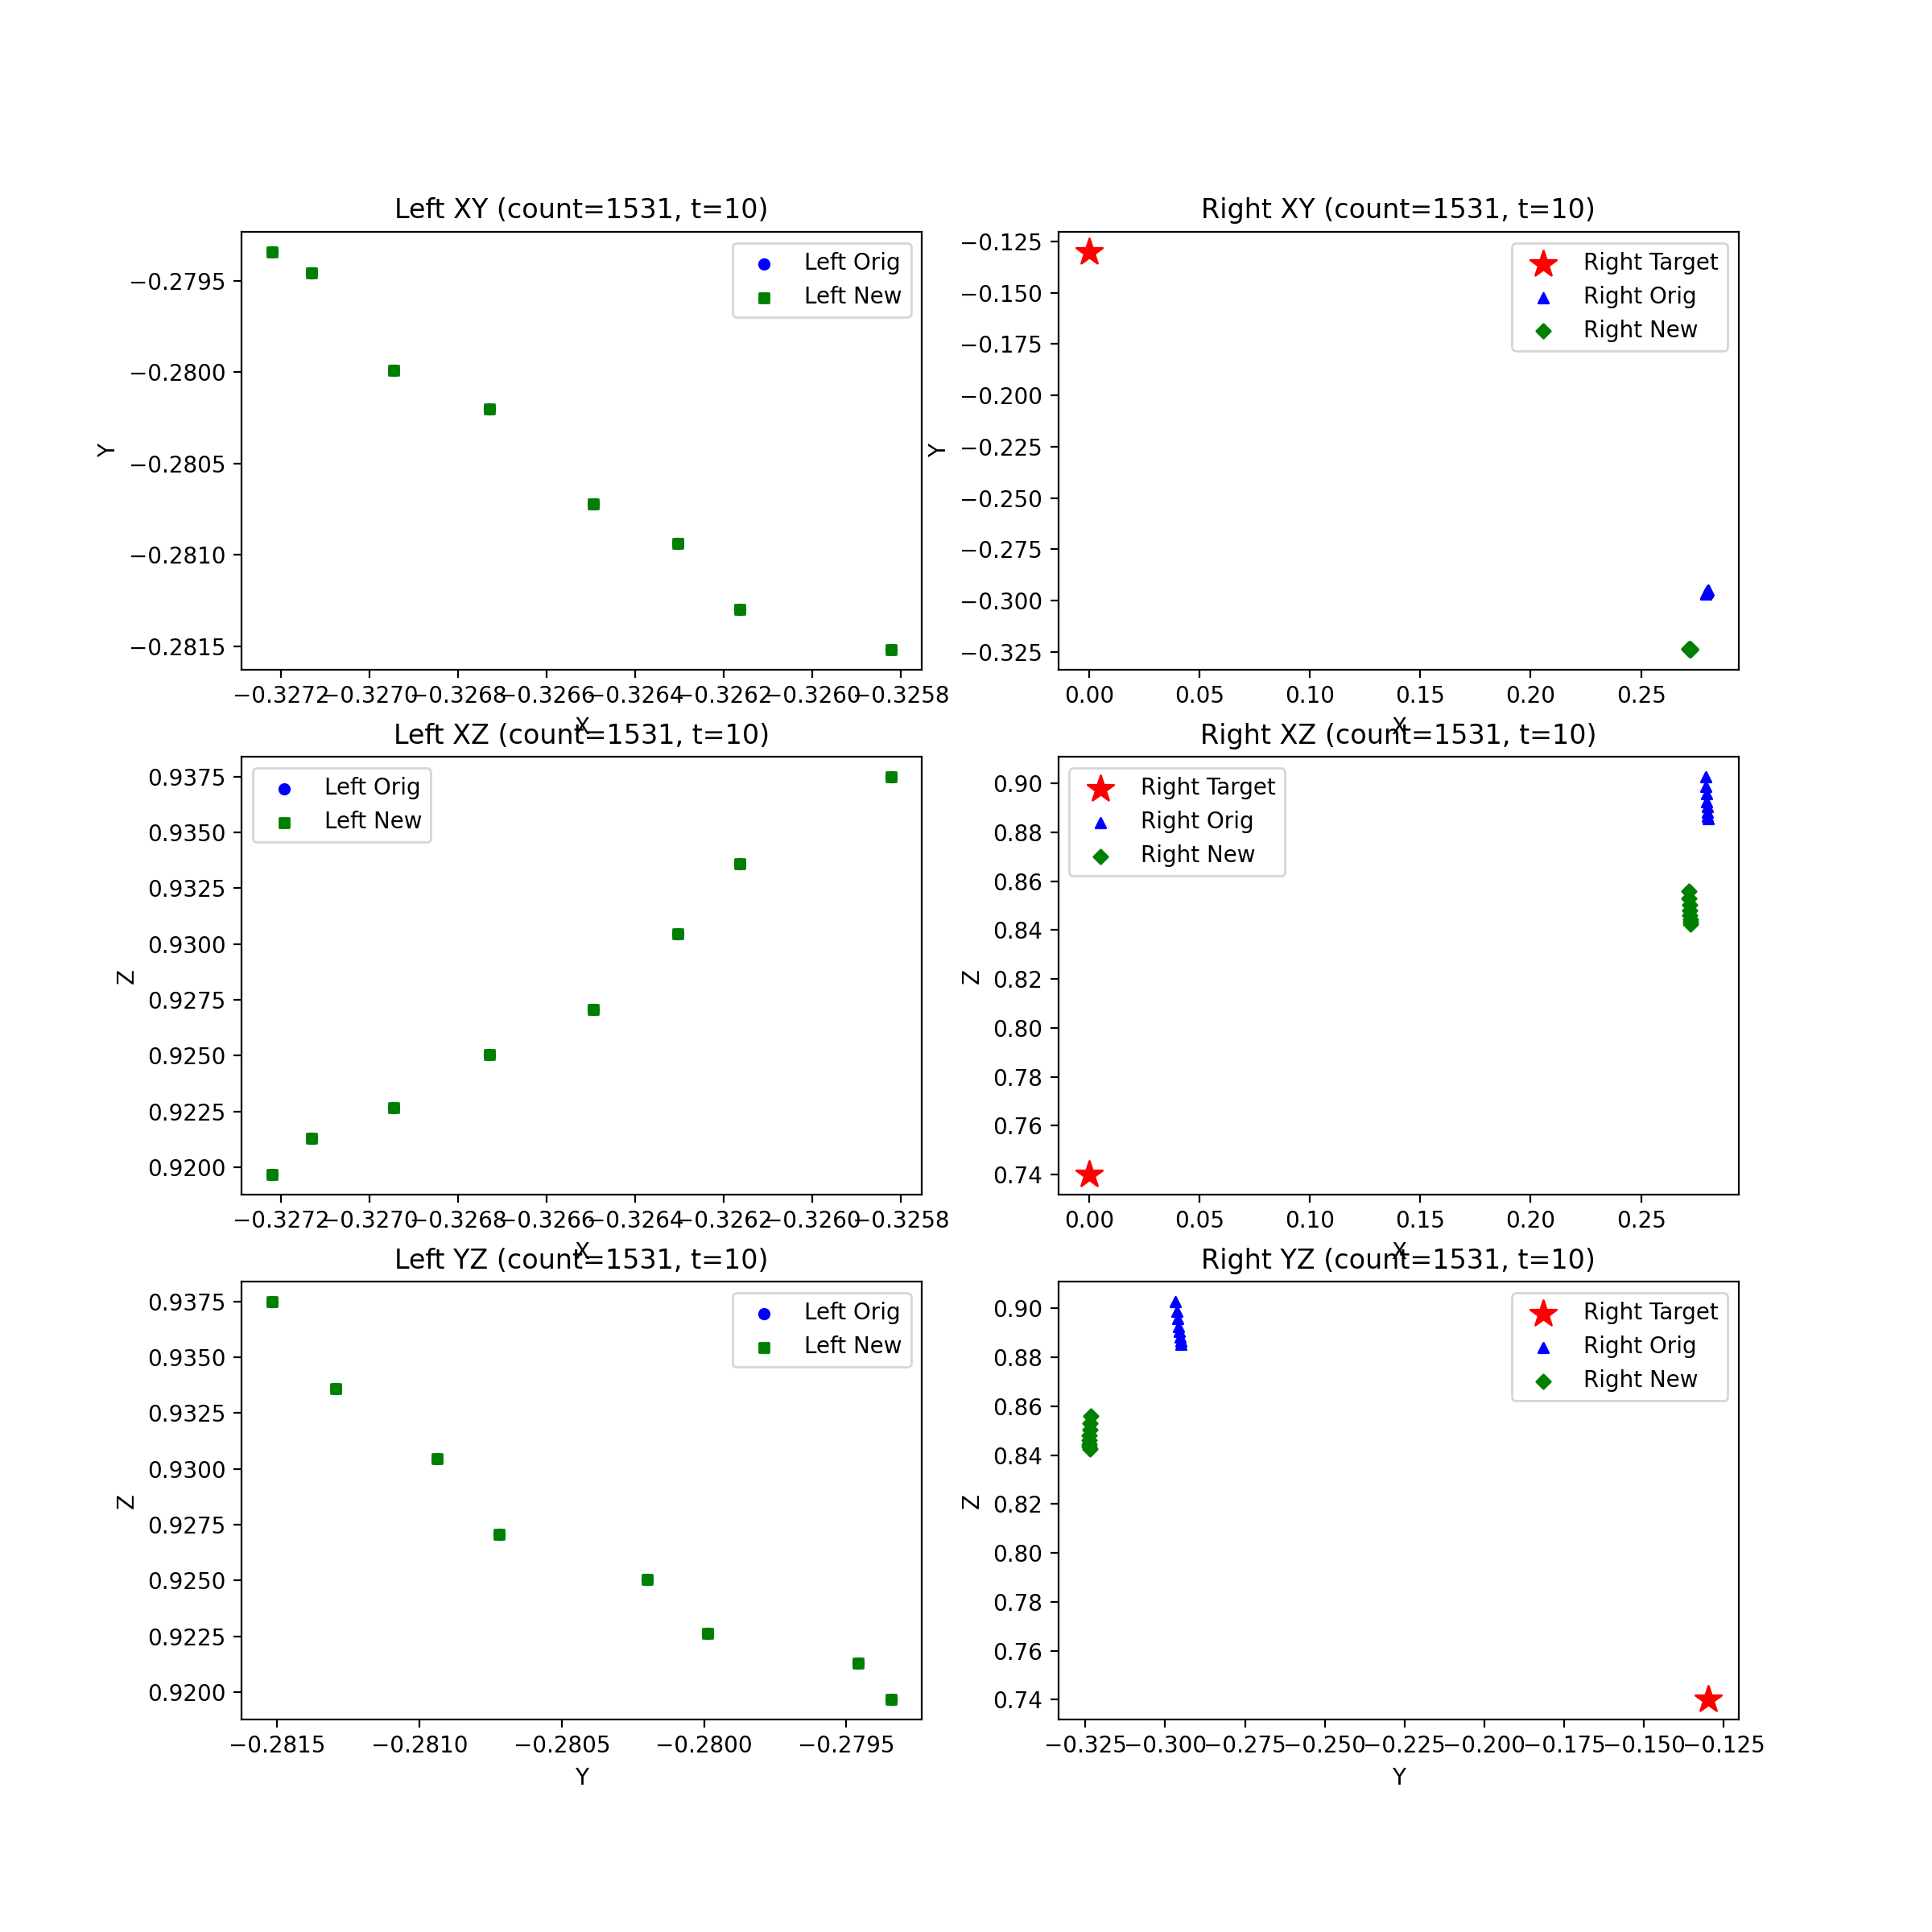 Left XY (count=1531, t=10)
Right XY (count=1531, t=10)
Left Orig
Left New
Right Target
Right Orig
Right New
−0.2795
−0.2800
−0.2805
−0.2810
−0.2815
Y
−0.3272 −0.3270 −0.3268 −0.3266 −0.3264 −0.3262 −0.3260 −0.3258
X
−0.125
−0.150
−0.175
−0.200
−0.225
−0.250
−0.275
−0.300
−0.325
Y
0.00 0.05 0.10 0.15 0.20 0.25
X
Left XZ (count=1531, t=10)
Right XZ (count=1531, t=10)
Left Orig
Left New
Right Target
Right Orig
Right New
0.9375
0.9350
0.9325
0.9300
0.9275
0.9250
0.9225
0.9200
Z
−0.3272 −0.3270 −0.3268 −0.3266 −0.3264 −0.3262 −0.3260 −0.3258
X
0.90
0.88
0.86
0.84
0.82
0.80
0.78
0.76
0.74
Z
0.00 0.05 0.10 0.15 0.20 0.25
X
Left YZ (count=1531, t=10)
Right YZ (count=1531, t=10)
Left Orig
Left New
Right Target
Right Orig
Right New
0.9375
0.9350
0.9325
0.9300
0.9275
0.9250
0.9225
0.9200
Z
−0.2815 −0.2810 −0.2805 −0.2800 −0.2795
Y
0.90
0.88
0.86
0.84
0.82
0.80
0.78
0.76
0.74
Z
−0.325 −0.300 −0.275 −0.250 −0.225 −0.200 −0.175 −0.150 −0.125
Y